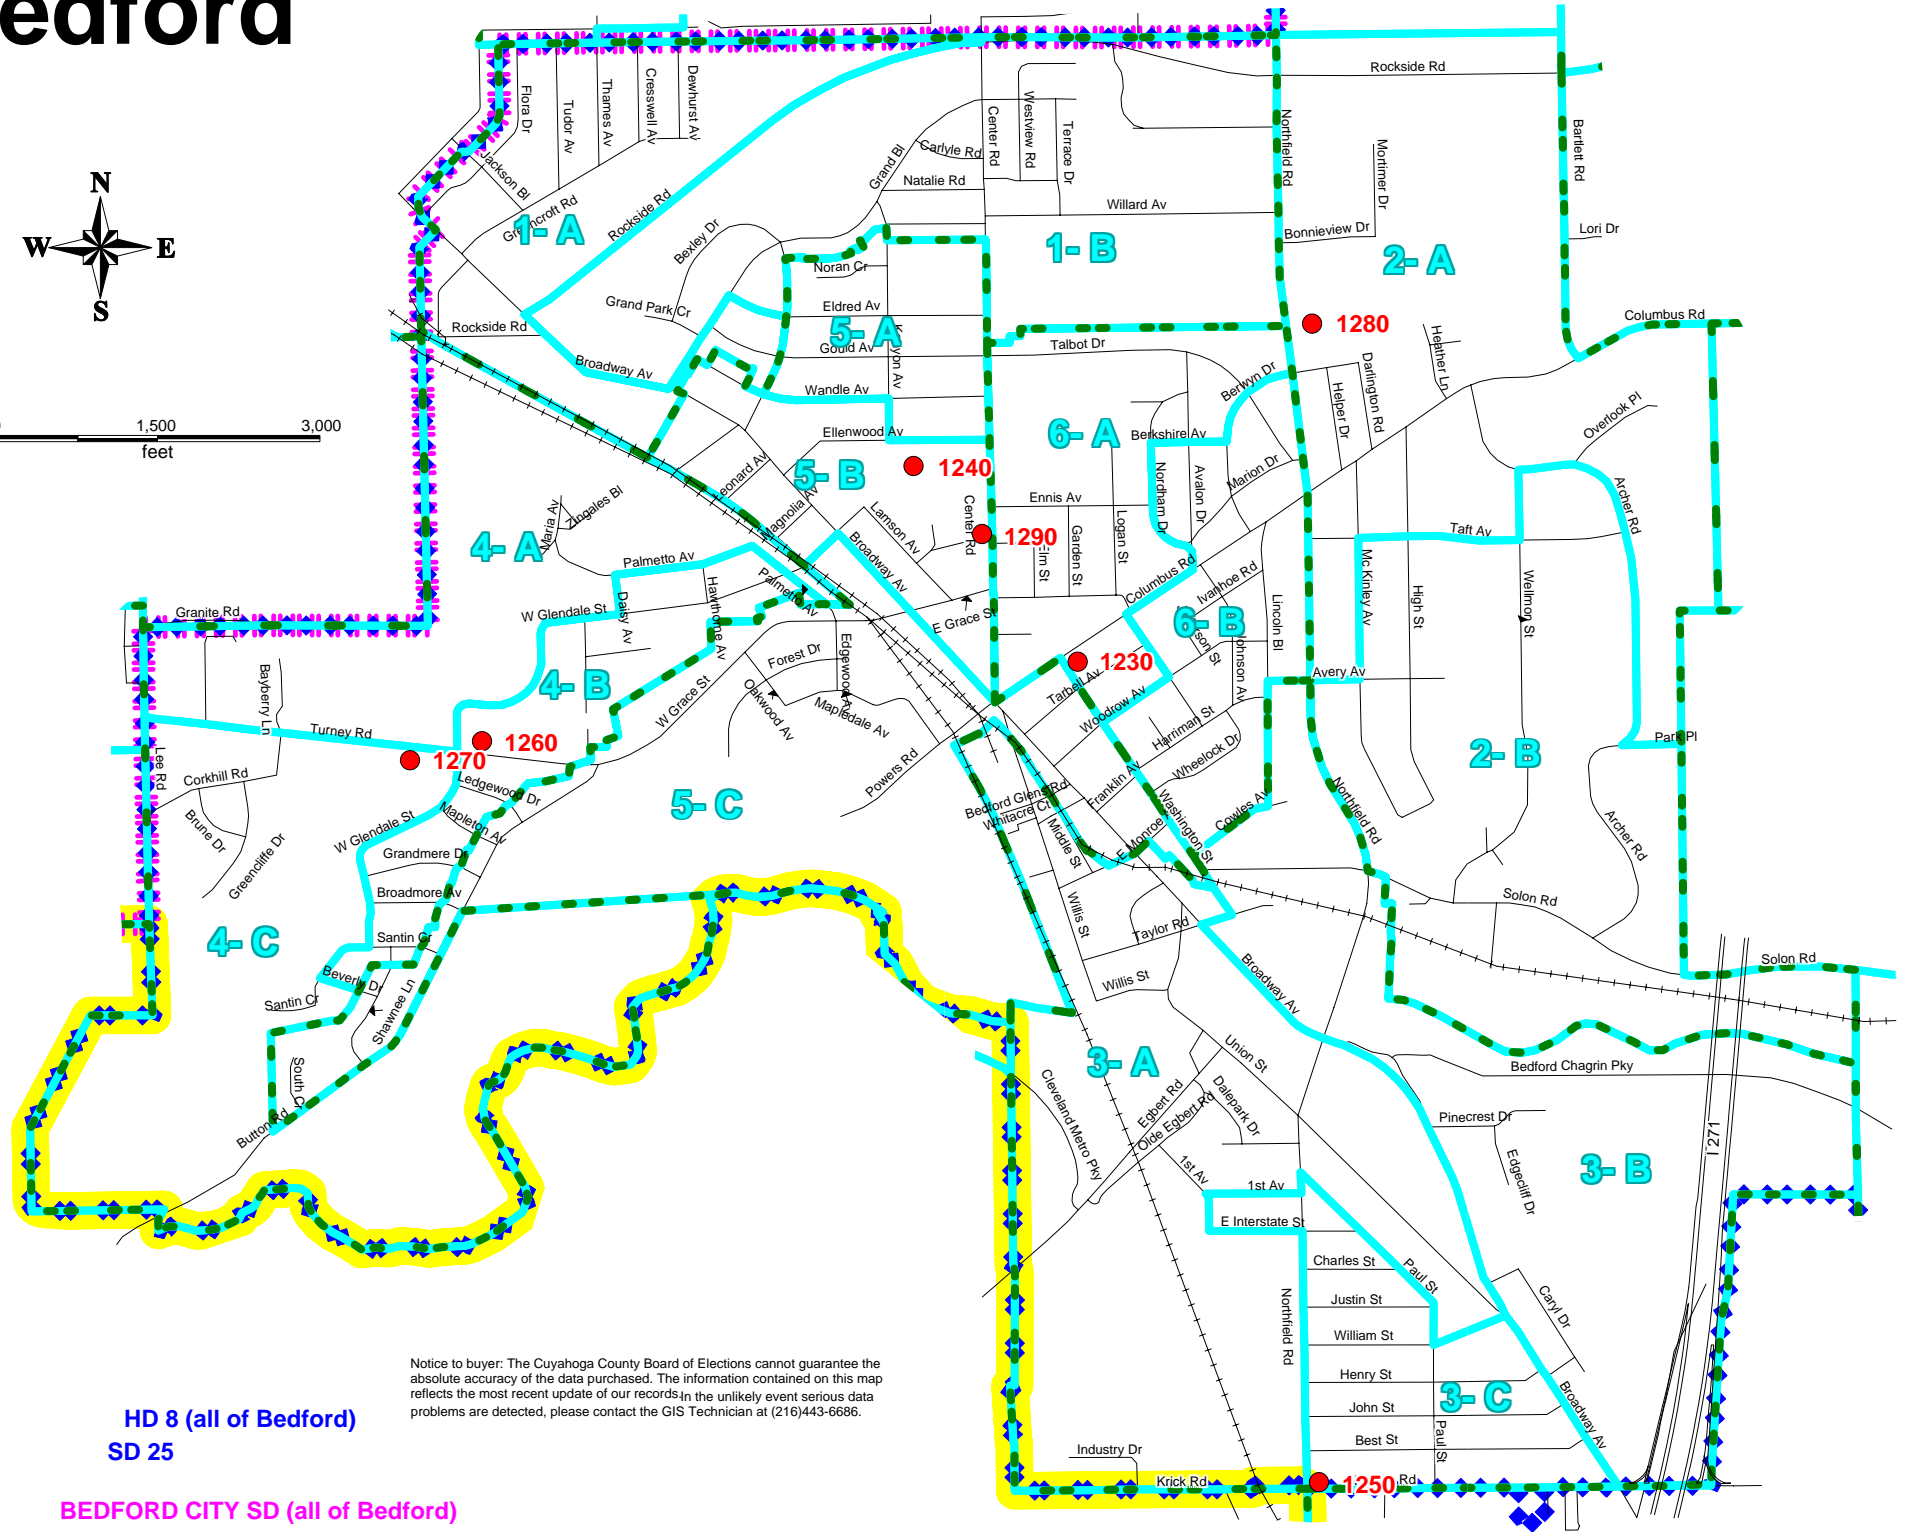 edford
N
W
E
S
1,500
3,000
feet
Flora Dr
Tudor Av
Thames Av
Cresswell Av
Dewhurst Av
Jackson Bl
Greencroft Rd
1- A
Rockside Rd
Bexley Dr
Grand Park Cr
Rockside Rd
Broadway Av
Grand Bl
Carlyle Rd
Natalie Rd
Center Rd
Westview Rd
Terrace Dr
Willard Av
1- B
Northfield Rd
Rockside Rd
Bartlett Rd
Mortimer Dr
Bonnieview Dr
Lori Dr
2- A
1280
Columbus Rd
Noran Cr
Eldred Av
5- A
Gould Av
Wandle Av
Ellenwood Av
Talbot Dr
Berwyn Dr
Helper Dr
Darlington Rd
Heather Ln
Overlook Pl
6- A
Berkshire Av
Nordham Dr
Avalon Dr
Marion Dr
1240
5- B
Leonard Av
Magnolia Av
Lamson Av
Broadway Av
Center Rd
1290
Ennis Av
Elm St
Garden St
Logan St
Columbus Rd
Ivanhoe Rd
6- B
Johnson Av
Lincoln Bl
Mc Kinley Av
High St
Taft Av
Archer Rd
Wellmon St
Maria Av
Zingales Bl
4- A
Palmetto Av
Palmetto Av
Hawthorne Av
Daisy Av
W Glendale St
4- B
Granite Rd
Bayberry Ln
Turney Rd
Lee Rd
1260
1270
Corkhill Rd
Brune Dr
Greencliffe Dr
Ledgewood Dr
Mapleton Av
W Glendale St
Grandmere Dr
Broadmore Av
4- C
Santin Cr
Beverly Dr
Santin Cr
Shawnee Ln
South Cr
Button Rd
W Grace St
Forest Dr
Edgewood Av
Oakwood Av
Mapledale Av
Powers Rd
5- C
E Grace St
1230
Tarbell Av
Woodrow Av
Harriman St
Wheelock Dr
Franklin Av
Washington St
Cowles Av
E Monroe
Bedford Glens Rd
Whitacre Ct
Middle St
Willis St
Taylor Rd
Willis St
Avery Av
Northfield Rd
2- B
Park Pl
Archer Rd
Solon Rd
Solon Rd
Broadway Av
3- A
Union St
Egbert Rd
Olde Egbert Rd
Dalepark Dr
Cleveland Metro Pky
1st Av
1st Av
E Interstate St
Bedford Chagrin Pky
Pinecrest Dr
Edgecliff Dr
I 271
3- B
Charles St
Justin St
William St
Henry St
John St
Best St
Paul St
Paul St
Caryl Dr
3- C
Broadway Av
Northfield Rd
Industry Dr
Krick Rd
1250
Rd
Notice to buyer: The Cuyahoga County Board of Elections cannot guarantee the
absolute accuracy of the data purchased. The information contained on this map
reflects the most recent update of our records. In the unlikely event serious data
problems are detected, please contact the GIS Technician at (216)443-6686.
HD 8 (all of Bedford)
SD 25
BEDFORD CITY SD (all of Bedford)